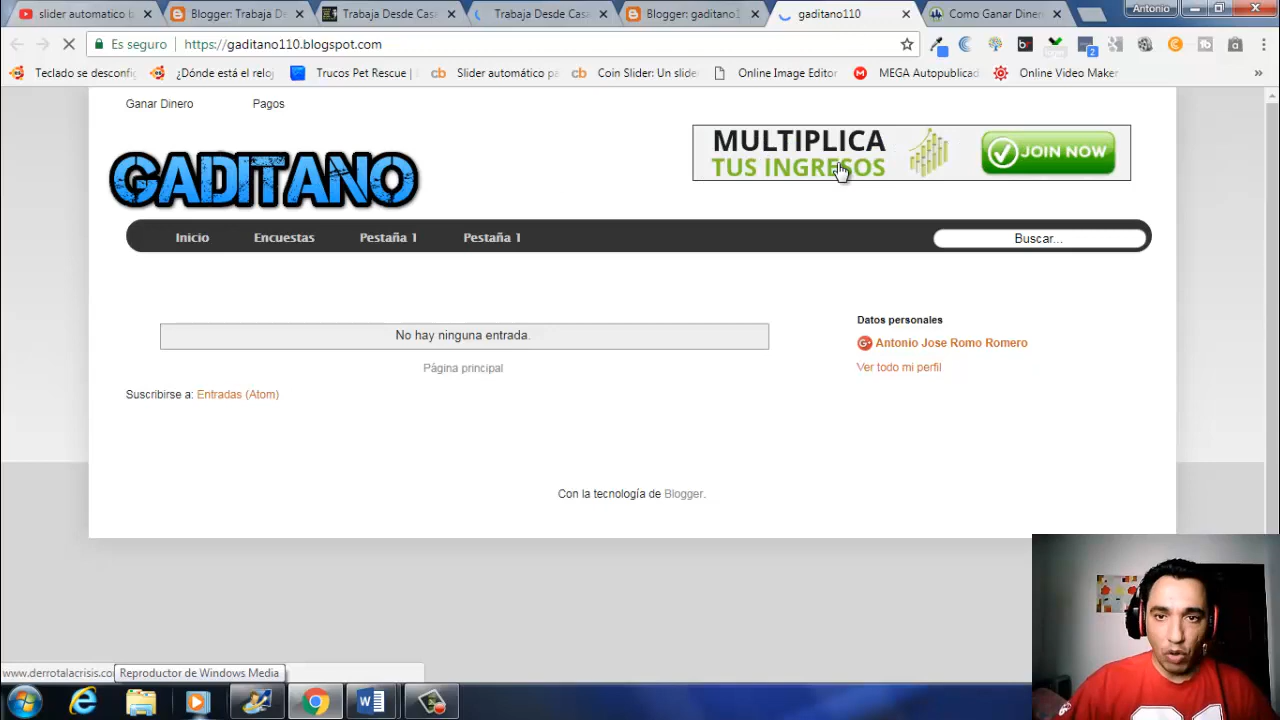 slider automatico b
Blogger: Trabaja De
Trabaja Desde Casa
Trabaja Desde Casa
Blogger: gaditano1
gaditano110
Como Ganar Diner
Antonio
Es seguro
https://gaditano110.blogspot.com
Teclado se desconfig
¿Dónde está el reloj
Trucos Pet Rescue
Slider automático pa
Coin Slider: Un slide
Online Image Editor
MEGA Autopublicad
Online Video Maker
»
Ganar Dinero
Pagos
GADITANO
MULTIPLICA
TUS INGRESOS
JOIN NOW
Inicio
Encuestas
Pestaña 1
Pestaña 1
Buscar...
No hay ninguna entrada.
Página principal
Suscribirse a: Entradas (Atom)
Datos personales
Antonio Jose Romo Romero
Ver todo mi perfil
Con la tecnología de Blogger.
www.derrotalacrisis.co
Reproductor de Windows Media